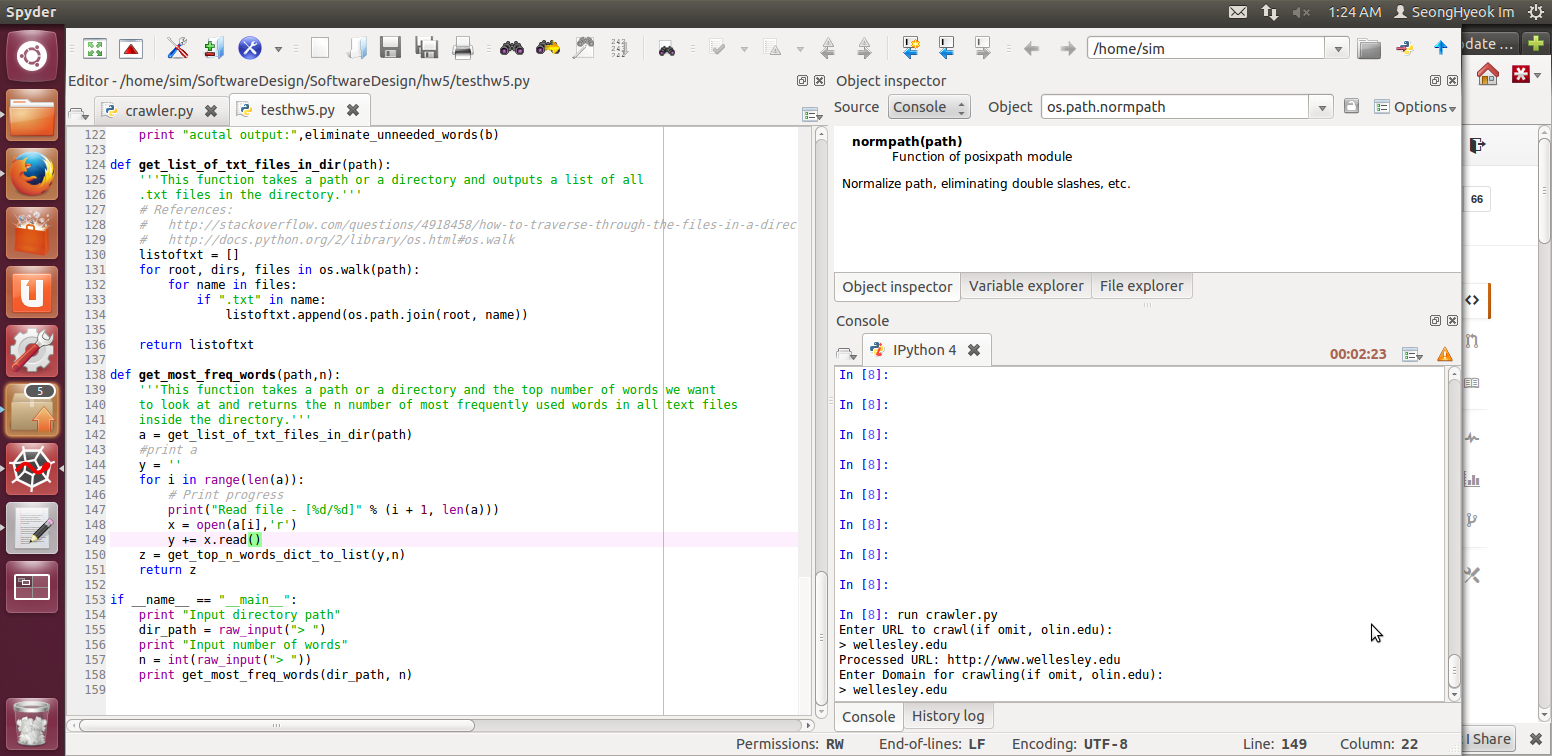 Spyder
1:24 AM
SeongHyeok Im
/home/sim
Editor - /home/sim/SoftwareDesign/SoftwareDesign/hw5/testhw5.py
crawler.py
testhw5.py
122 print "acutal output:",eliminate_unneeded_words(b)
123
124 def get_list_of_txt_files_in_dir(path):
125 '''This function takes a path or a directory and outputs a list of all
126 .txt files in the directory.'''
127 # References:
128 # http://stackoverflow.com/questions/4918458/how-to-traverse-through-the-files-in-a-direc
129 # http://docs.python.org/2/library/os.html#os.walk
130 listoftxt = []
131 for root, dirs, files in os.walk(path):
132 for name in files:
133 if ".txt" in name:
134 listoftxt.append(os.path.join(root, name))
135
136 return listoftxt
137
138 def get_most_freq_words(path,n):
139 '''This function takes a path or a directory and the top number of words we want
140 to look at and returns the n number of most frequently used words in all text files
141 inside the directory.'''
142 a = get_list_of_txt_files_in_dir(path)
143 #print a
144 y = ''
145 for i in range(len(a)):
146 # Print progress
147 print("Read file - [%d/%d]" % (i + 1, len(a)))
148 x = open(a[i],'r')
149 y += x.read()
150 z = get_top_n_words_dict_to_list(y,n)
151 return z
152
153 if __name__ == "__main__":
154 print "Input directory path"
155 dir_path = raw_input("> ")
156 print "Input number of words"
157 n = int(raw_input("> "))
158 print get_most_freq_words(dir_path, n)
159
Object inspector
Source Console Object os.path.normpath Options
normpath(path)
Function of posixpath module
Normalize path, eliminating double slashes, etc.
Object inspector Variable explorer File explorer
Console
IPython 4
00:02:23
In [8]:
In [8]:
In [8]:
In [8]:
In [8]:
In [8]:
In [8]:
In [8]:
In [8]: run crawler.py
Enter URL to crawl(if omit, olin.edu):
> wellesley.edu
Processed URL: http://www.wellesley.edu
Enter Domain for crawling(if omit, olin.edu):
> wellesley.edu
Console History log
Permissions: RW End-of-lines: LF Encoding: UTF-8 Line: 149 Column: 22
5
date ...
66
I Share